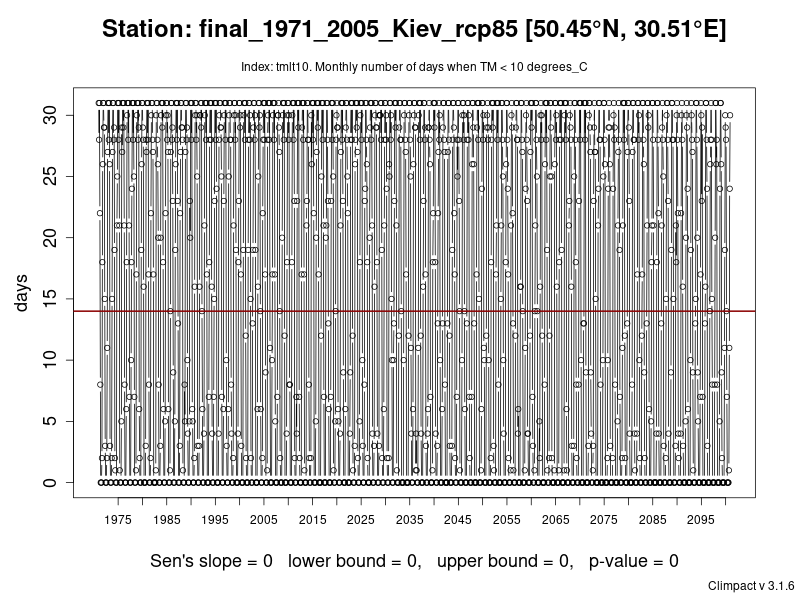 Station: final_1971_2005_Kiev_rcp85 [50.45°N, 30.51°E]
Index: tmlt10. Monthly number of days when TM < 10 degrees_C
days
30
25
20
15
10
5
0
1975 1985 1995 2005 2015 2025 2035 2045 2055 2065 2075 2085 2095
Sen's slope = 0 lower bound = 0, upper bound = 0, p-value = 0
Climpact v 3.1.6